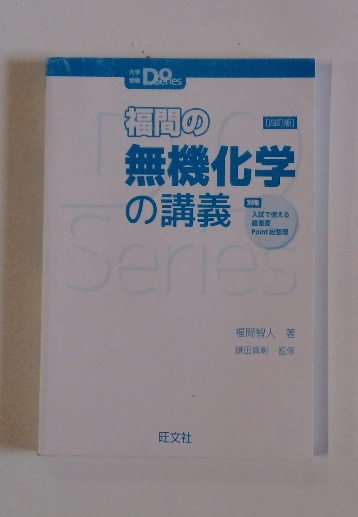 大学
受験
Do Series
福間の
[四訂版]
無機化学
の講義
別冊
入試で使える
最重要
Point総整理
Do
Series
福間智人 著
鎌田真彰 監修
旺文社